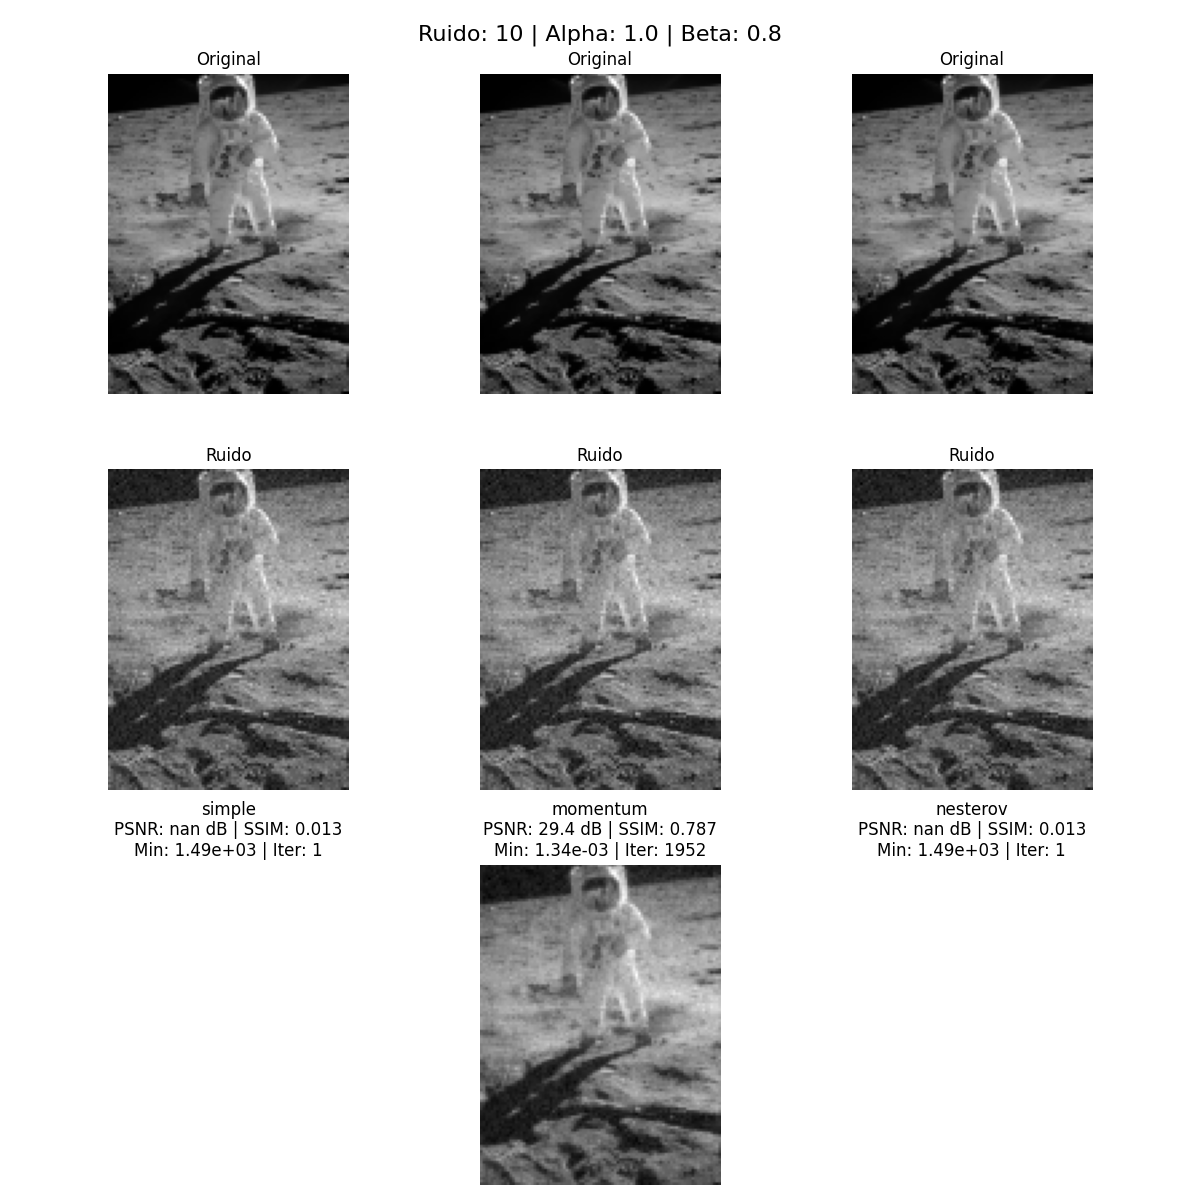 Ruido: 10 | Alpha: 1.0 | Beta: 0.8
Original
Original
Original
Ruido
Ruido
Ruido
simple
PSNR: nan dB | SSIM: 0.013
Min: 1.49e+03 | Iter: 1
momentum
PSNR: 29.4 dB | SSIM: 0.787
Min: 1.34e-03 | Iter: 1952
nesterov
PSNR: nan dB | SSIM: 0.013
Min: 1.49e+03 | Iter: 1